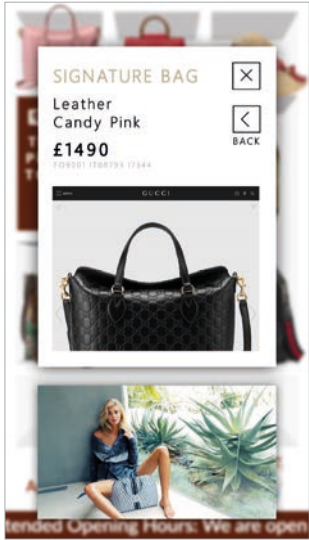 SIGNATURE BAG
Leather
Candy Pink
£1490
BACK
GUCCI
tended Opening Hours: We are open